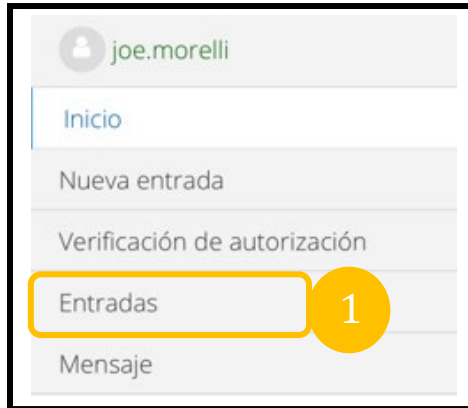 joe.morelli
Inicio
Nueva entrada
Verificación de autorización
Entradas
1
Mensaje